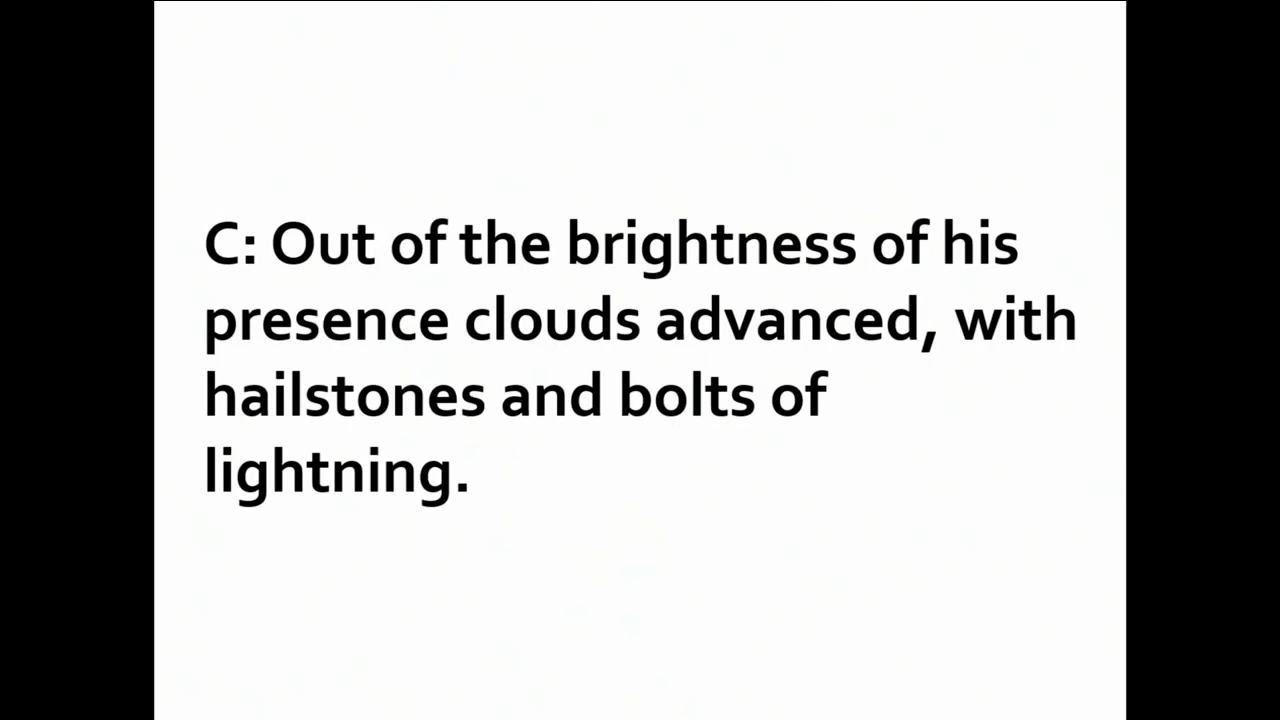 C: Out of the brightness of his
presence clouds advanced, with
hailstones and bolts of
lightning.